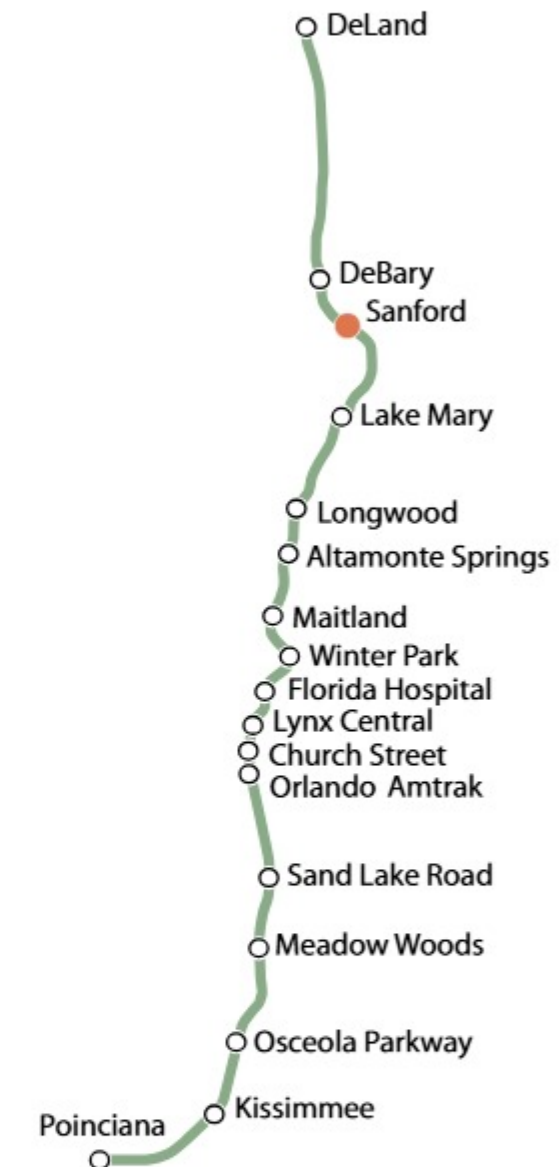 DeLand
DeBary
Sanford
Lake Mary
Longwood
Altamonte Springs
Maitland
Winter Park
Florida Hospital
Lynx Central
Church Street
Orlando Amtrak
Sand Lake Road
Meadow Woods
Osceola Parkway
Kissimmee
Poinciana